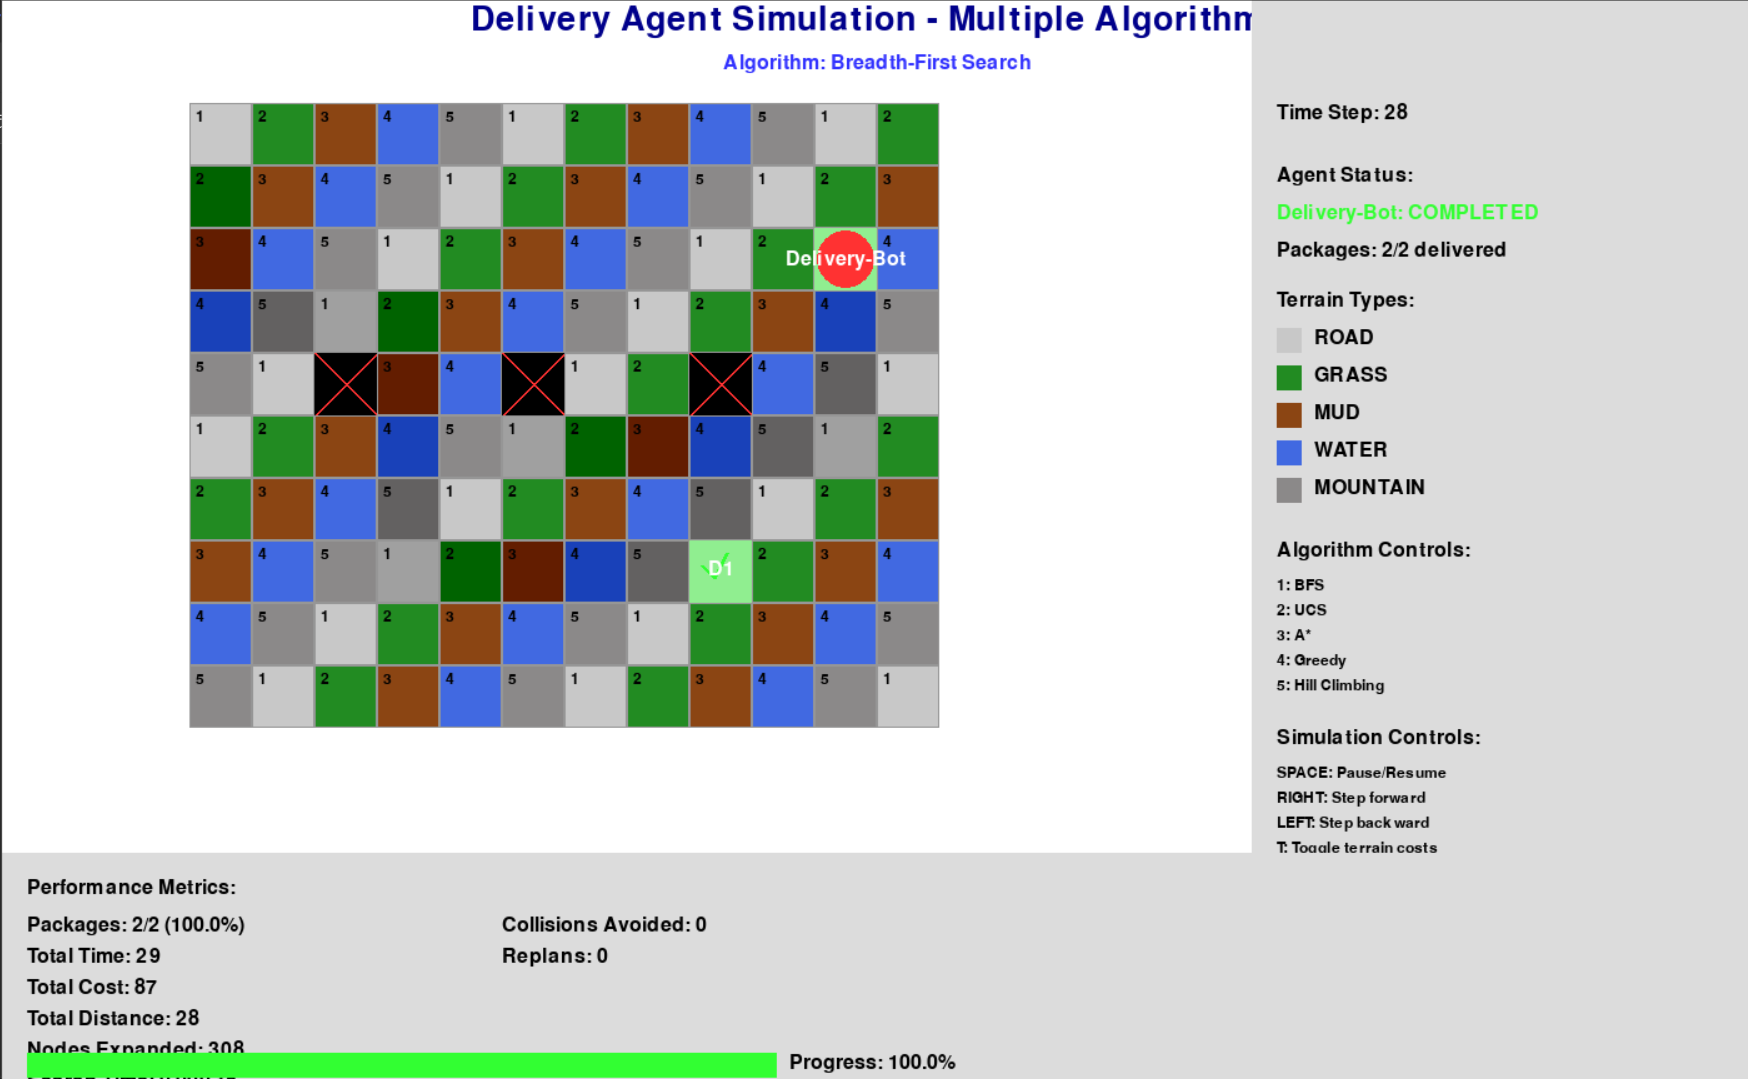 Delivery Agent Simulation - Multiple Algorithm
Algorithm: Breadth-First Search
1 2 3 4 5 1 2 3 4 5 1 2
2 3 4 5 1 2 3 4 5 1 2 3
3 4 5 1 2 3 4 5 1 2 Delivery-Bot 4
4 5 1 2 3 4 5 1 2 3 4 5
5 1 3 4 1 2 4 5 1
1 2 3 4 5 1 2 3 4 5 1 2
2 3 4 5 1 2 3 4 5 1 2 3
3 4 5 1 2 3 4 5 D1 2 3 4
4 5 1 2 3 4 5 1 2 3 4 5
5 1 2 3 4 5 1 2 3 4 5 1
Time Step: 28
Agent Status:
Delivery-Bot: COMPLETED
Packages: 2/2 delivered
Terrain Types:
ROAD
GRASS
MUD
WATER
MOUNTAIN
Algorithm Controls:
1: BFS
2: UCS
3: A*
4: Greedy
5: Hill Climbing
Simulation Controls:
SPACE: Pause/Resume
RIGHT: Step forward
LEFT: Step back ward
T: Toggle terrain costs
Performance Metrics:
Packages: 2/2 (100.0%)
Total Time: 29
Total Cost: 87
Total Distance: 28
Nodes Expanded: 308
Collisions Avoided: 0
Replans: 0
Progress: 100.0%